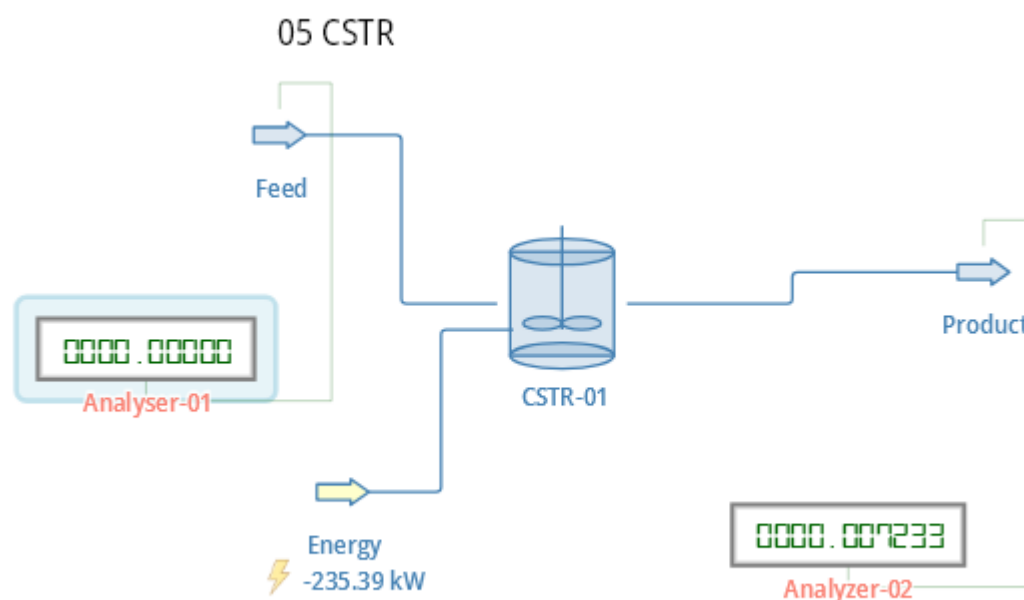 05 CSTR
Feed
Product
0000.00000
Analyser-01
CSTR-01
Energy
-235.39 kW
0000.007233
Analyzer-02